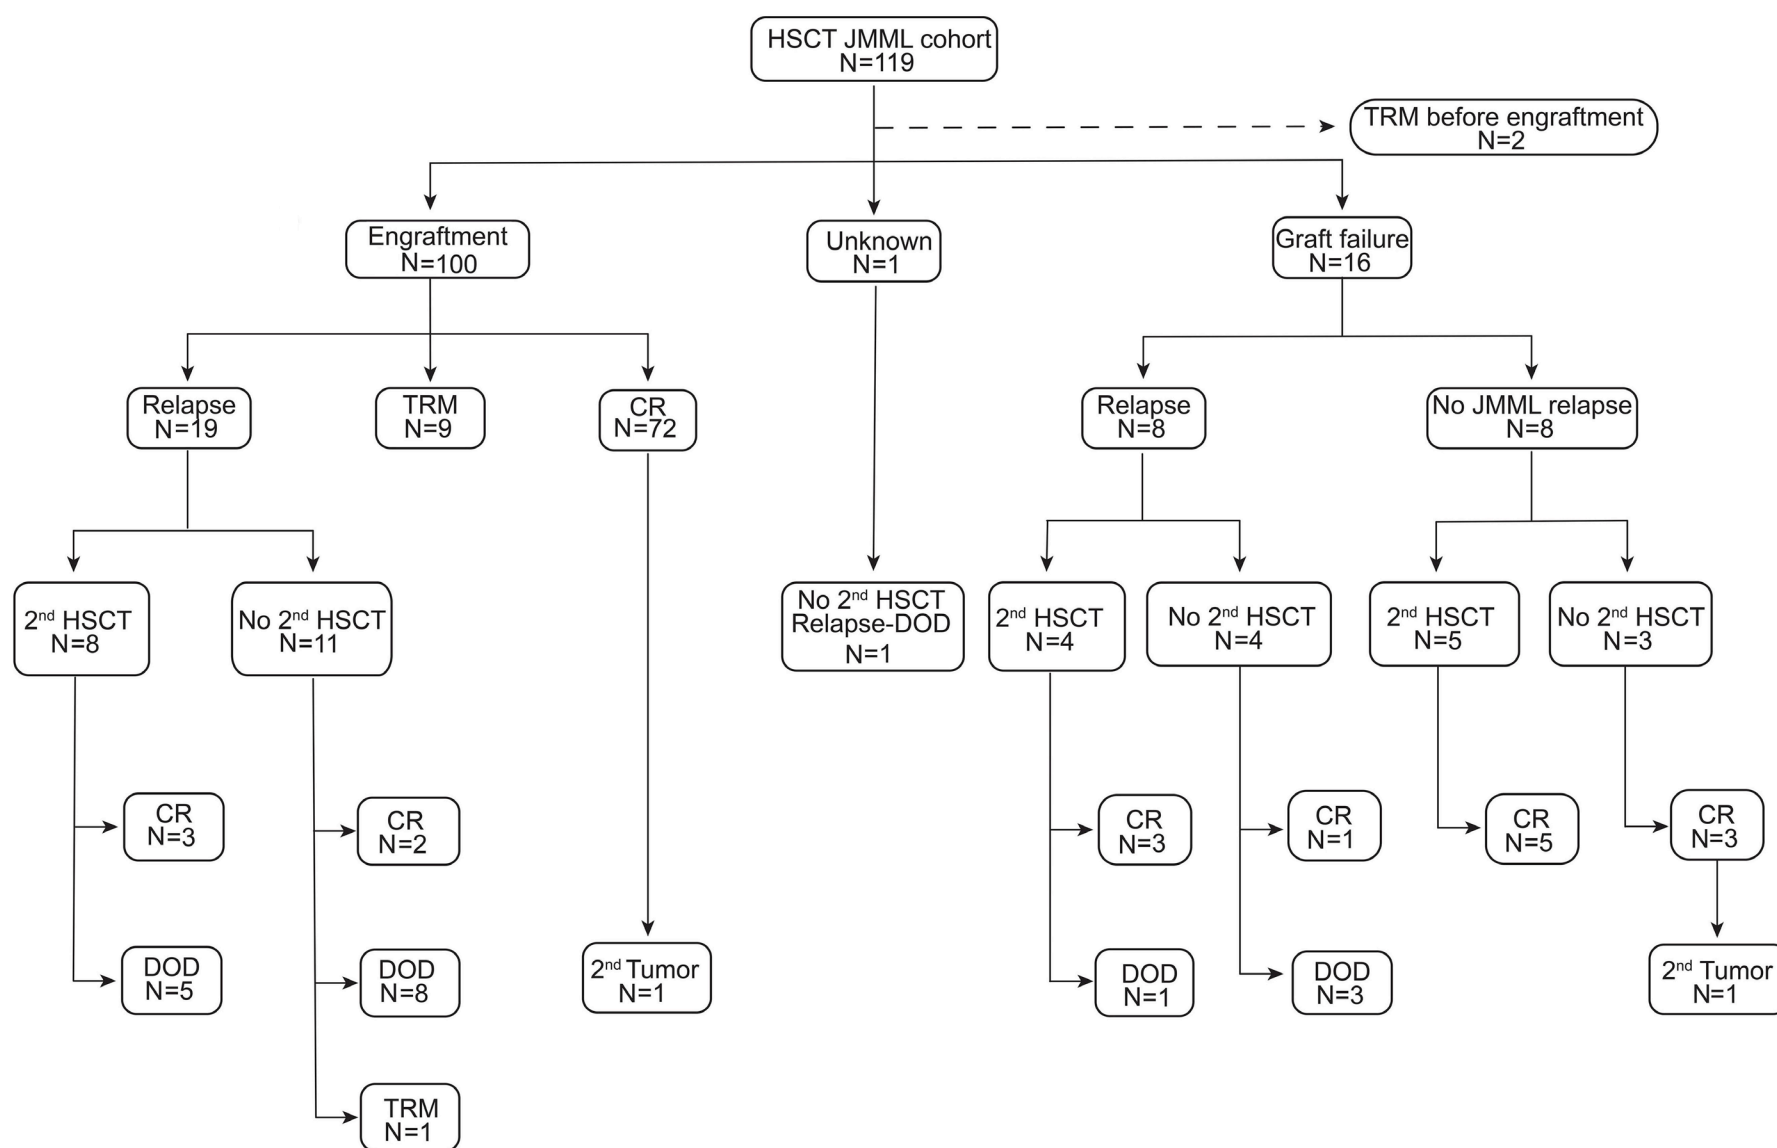 HSCT JMML cohort
N=119
TRM before engraftment
N=2
Engraftment
N=100
Unknown
N=1
Graft failure
N=16
Relapse
N=19
TRM
N=9
CR
N=72
Relapse
N=8
No JMML relapse
N=8
2nd HSCT
N=8
No 2nd HSCT
N=11
No 2nd HSCT
Relapse-DOD
N=1
2nd HSCT
N=4
No 2nd HSCT
N=4
2nd HSCT
N=5
No 2nd HSCT
N=3
CR
N=3
CR
N=2
CR
N=3
CR
N=1
CR
N=5
CR
N=3
DOD
N=5
DOD
N=8
2nd Tumor
N=1
DOD
N=1
DOD
N=3
2nd Tumor
N=1
TRM
N=1